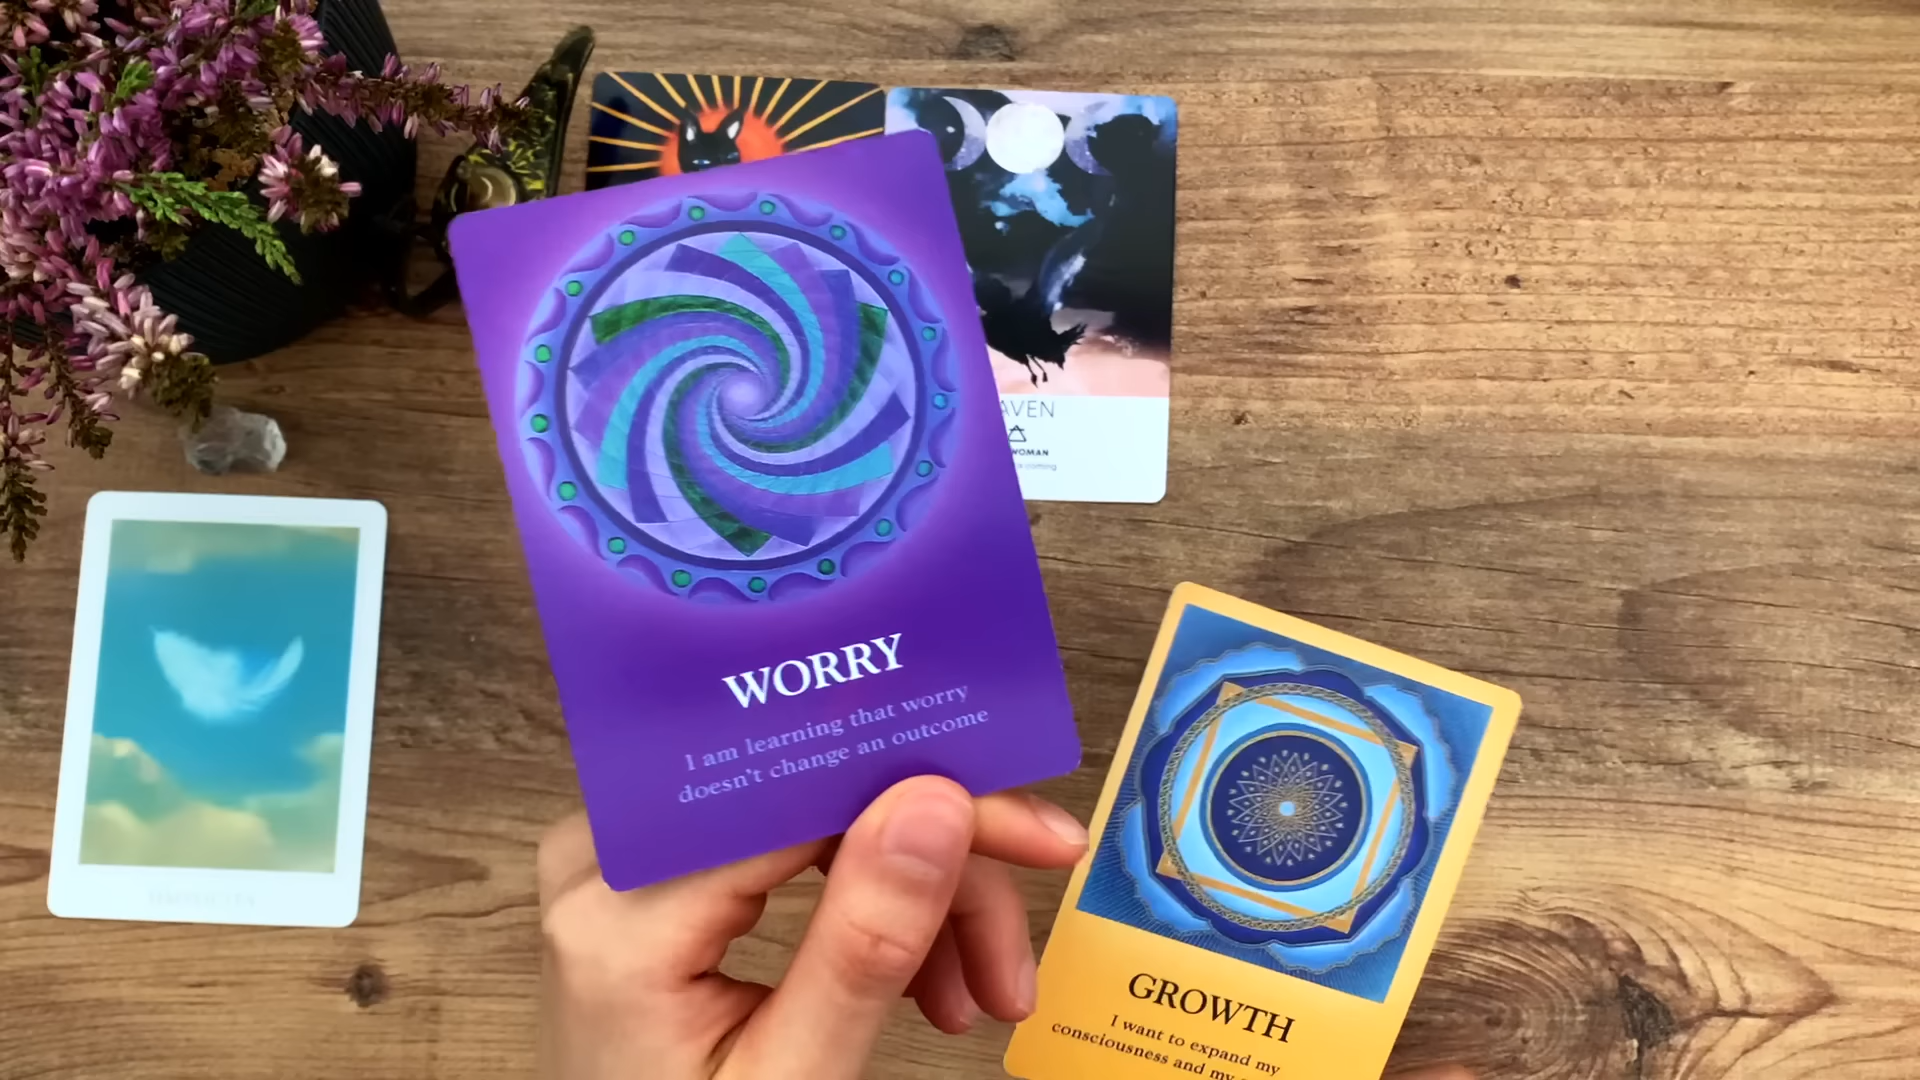 AVEN
WOMAN
coming
WORRY
I am learning that worry
doesn't change an outcome
GROWTH
I want to expand my
consciousness and my